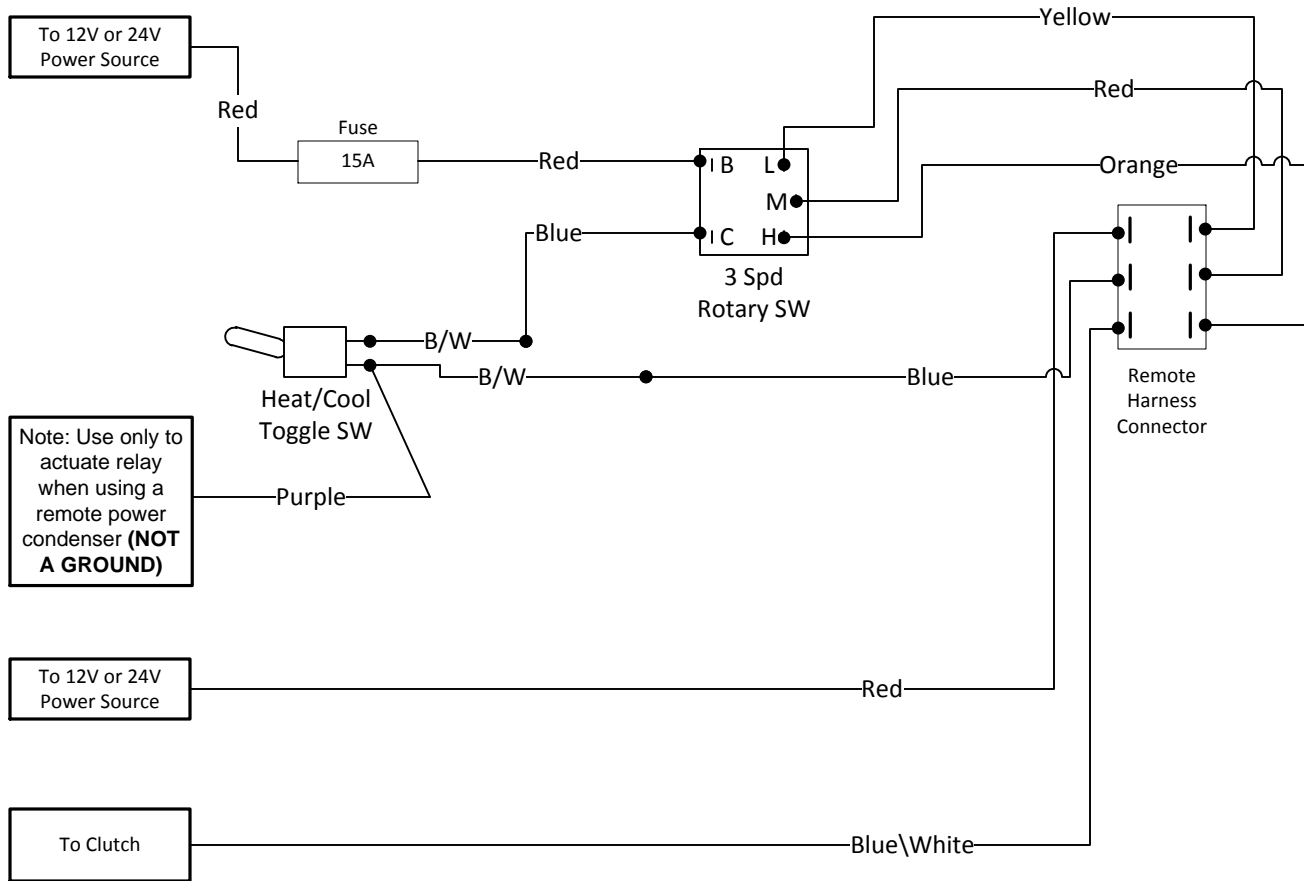 To 12V or 24V
Power Source
Yellow
Red
Red
Fuse
15A
Red
Orange
B
L
M
C
H
Blue
3 Spd
Rotary SW
B/W
B/W
Blue
Heat/Cool
Toggle SW
Remote
Harness
Connector
Note: Use only to
actuate relay
when using a
remote power
condenser (NOT
A GROUND)
Purple
To 12V or 24V
Power Source
Red
To Clutch
Blue\White